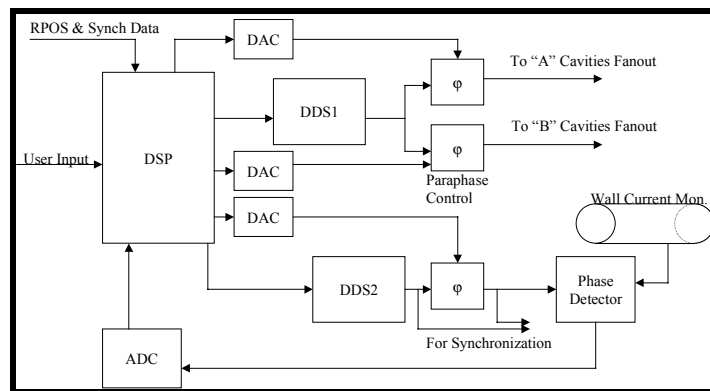 RPOS & Synch Data
DAC
To “A” Cavities Fanout
φ
DDS1
To “B” Cavities Fanout
φ
User Input
DSP
DAC
Paraphase
Control
DAC
Wall Current Mon.
DDS2
φ
Phase
Detector
For Synchronization
ADC